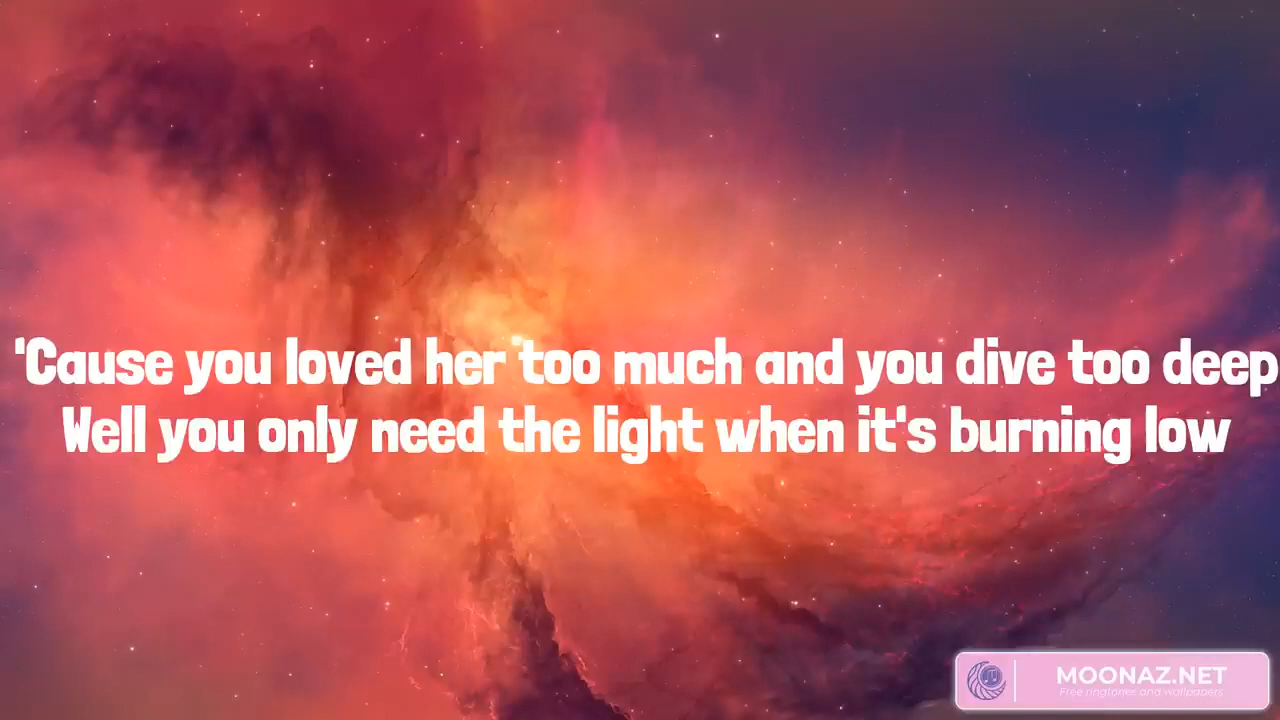 'Cause you loved her too much and you dive too deep
Well you only need the light when it's burning low
MOONAZ.NET
Free ringtones and wallpapers